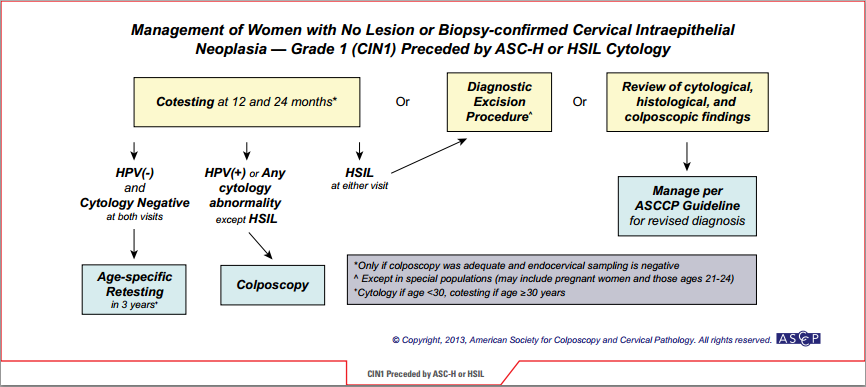 Management of Women with No Lesion or Biopsy-confirmed Cervical Intraepithelial
Neoplasia — Grade 1 (CIN1) Preceded by ASC-H or HSIL Cytology
Cotesting at 12 and 24 months*
Or
Diagnostic
Excision
Procedure^
Or
Review of cytological,
histological, and
colposcopic findings
HPV(-)
and
Cytology Negative
at both visits
HPV(+) or Any
cytology
abnormality
except HSIL
HSIL
at either visit
Manage per
ASCCP Guideline
for revised diagnosis
Age-specific
Retesting
in 3 years+
Colposcopy
*Only if colposcopy was adequate and endocervical sampling is negative
^ Except in special populations (may include pregnant women and those ages 21-24)
+Cytology if age <30, cotesting if age ≥30 years
© Copyright, 2013, American Society for Colposcopy and Cervical Pathology. All rights reserved.
ASCCP
CIN1 Preceded by ASC-H or HSIL